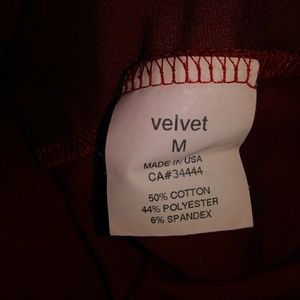 velvet
M
MADE IN USA
CA#34444
50% COTTON
44% POLYESTER
6% SPANDEX